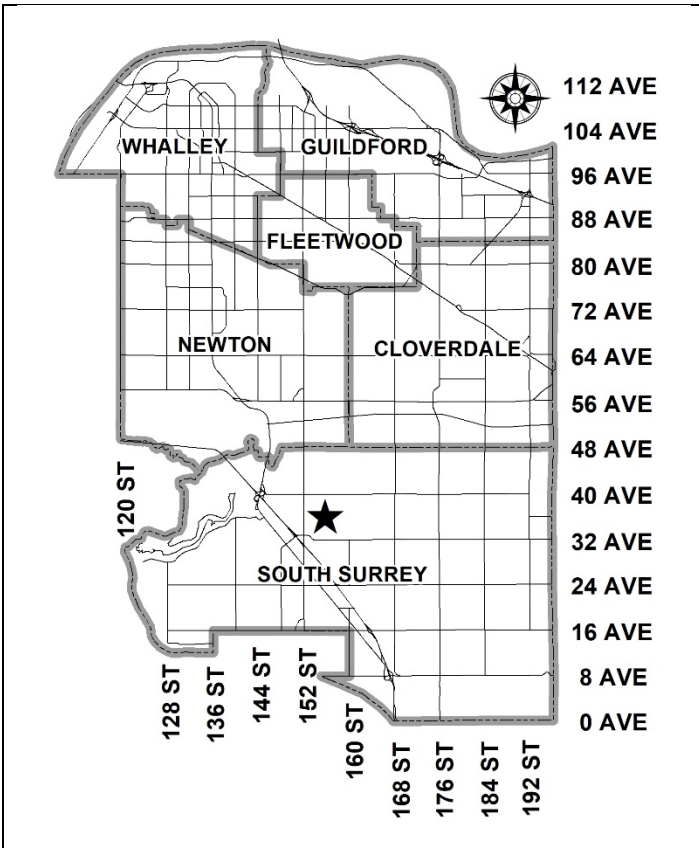 112 AVE
104 AVE
WHALLEY
GUILDFORD
96 AVE
88 AVE
FLEETWOOD
80 AVE
72 AVE
NEWTON
CLOVERDALE
64 AVE
56 AVE
48 AVE
120 ST
40 AVE
32 AVE
SOUTH SURREY
24 AVE
16 AVE
8 AVE
0 AVE
128 ST
136 ST
144 ST
152 ST
160 ST
168 ST
176 ST
184 ST
192 ST